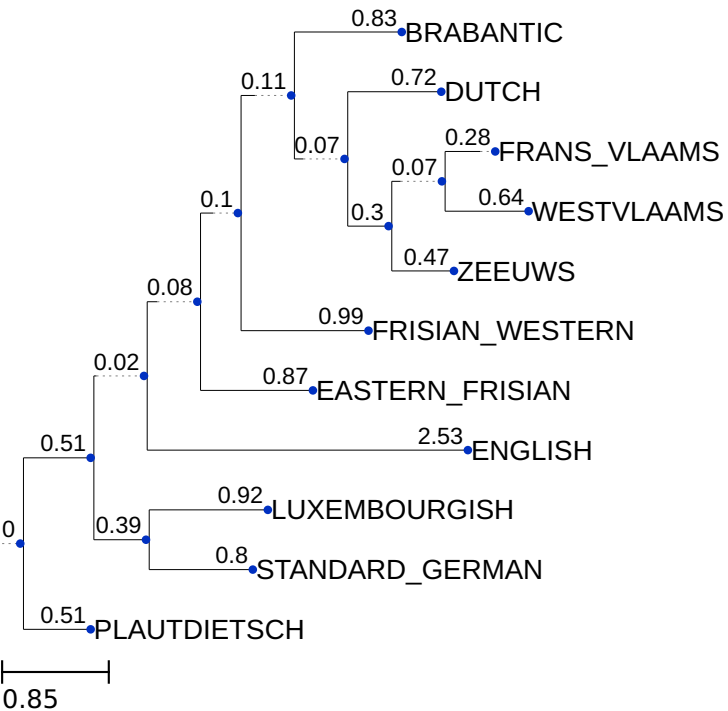 0.83 BRABANTIC
0.11
0.72 DUTCH
0.07
0.28 FRANS_VLAAMS
0.07
0.1
0.64 WESTVLAAMS
0.3
0.47 ZEEUWS
0.08
0.99 FRISIAN_WESTERN
0.02
0.87 EASTERN_FRISIAN
0.51
2.53 ENGLISH
0.92 LUXEMBOURGISH
0 0.39
0.8 STANDARD_GERMAN
0.51 PLAUTDIETSCH
0.85